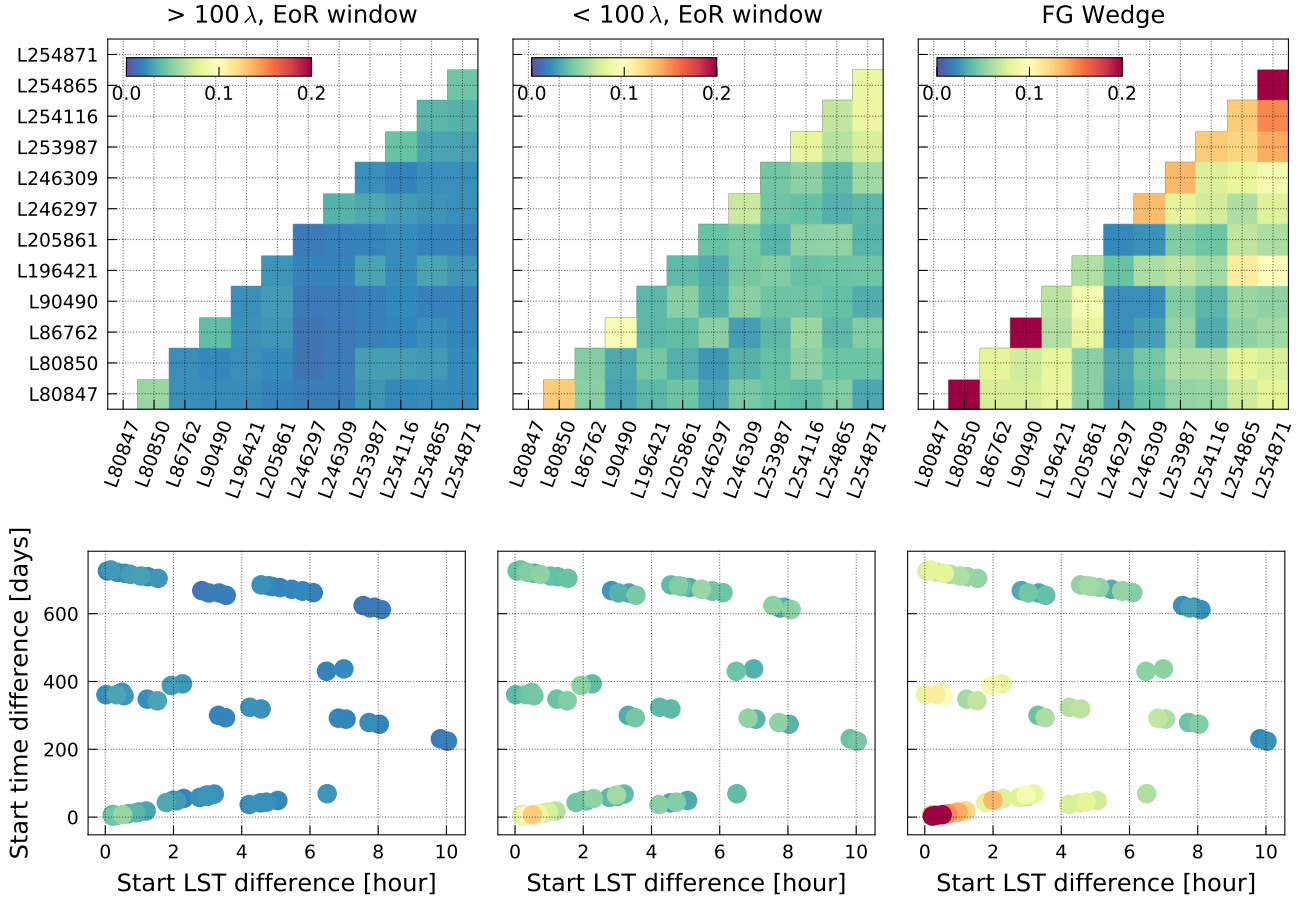 > 100 λ, EoR window
< 100 λ, EoR window
FG Wedge
L254871
L254865
L254116
L253987
L246309
L246297
L205861
L196421
L90490
L86762
L80850
L80847
0.0 0.1 0.2
0.0 0.1 0.2
0.0 0.1 0.2
L80847 L80850 L86762 L90490 L196421 L205861 L246297 L246309 L253987 L254116 L254865 L254871
L80847 L80850 L86762 L90490 L196421 L205861 L246297 L246309 L253987 L254116 L254865 L254871
L80847 L80850 L86762 L90490 L196421 L205861 L246297 L246309 L253987 L254116 L254865 L254871
Start time difference [days]
600
400
200
0
0 2 4 6 8 10
0 2 4 6 8 10
0 2 4 6 8 10
Start LST difference [hour]
Start LST difference [hour]
Start LST difference [hour]